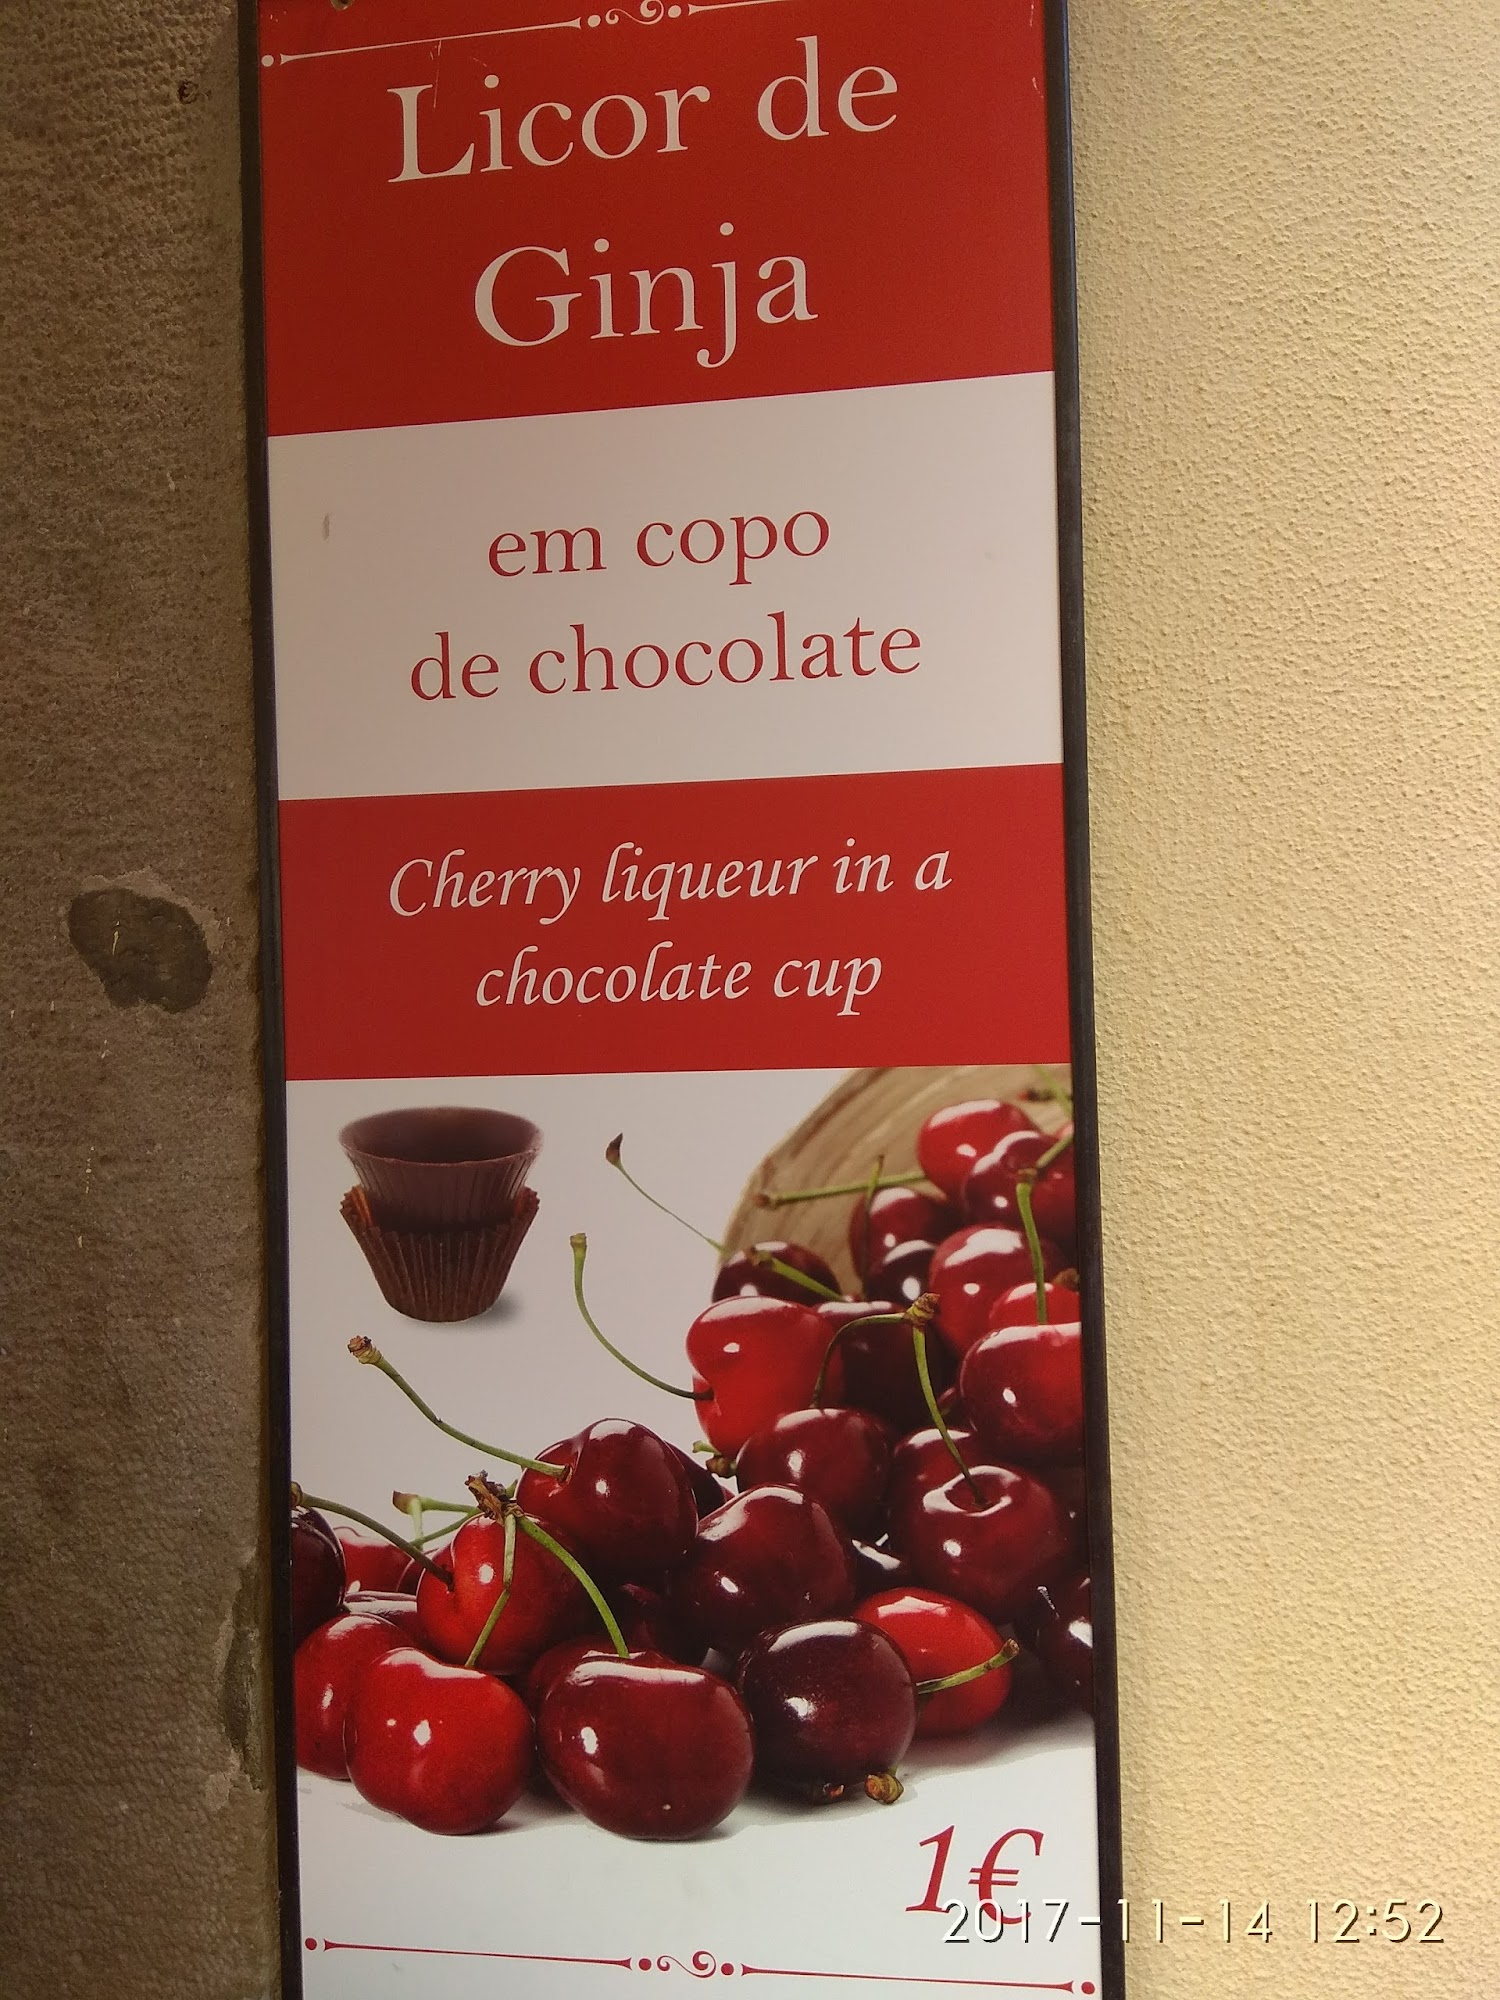 Licor de
Ginja
em copo
de chocolate
Cherry liqueur in a
chocolate cup
1€
2017-11-14 12:52